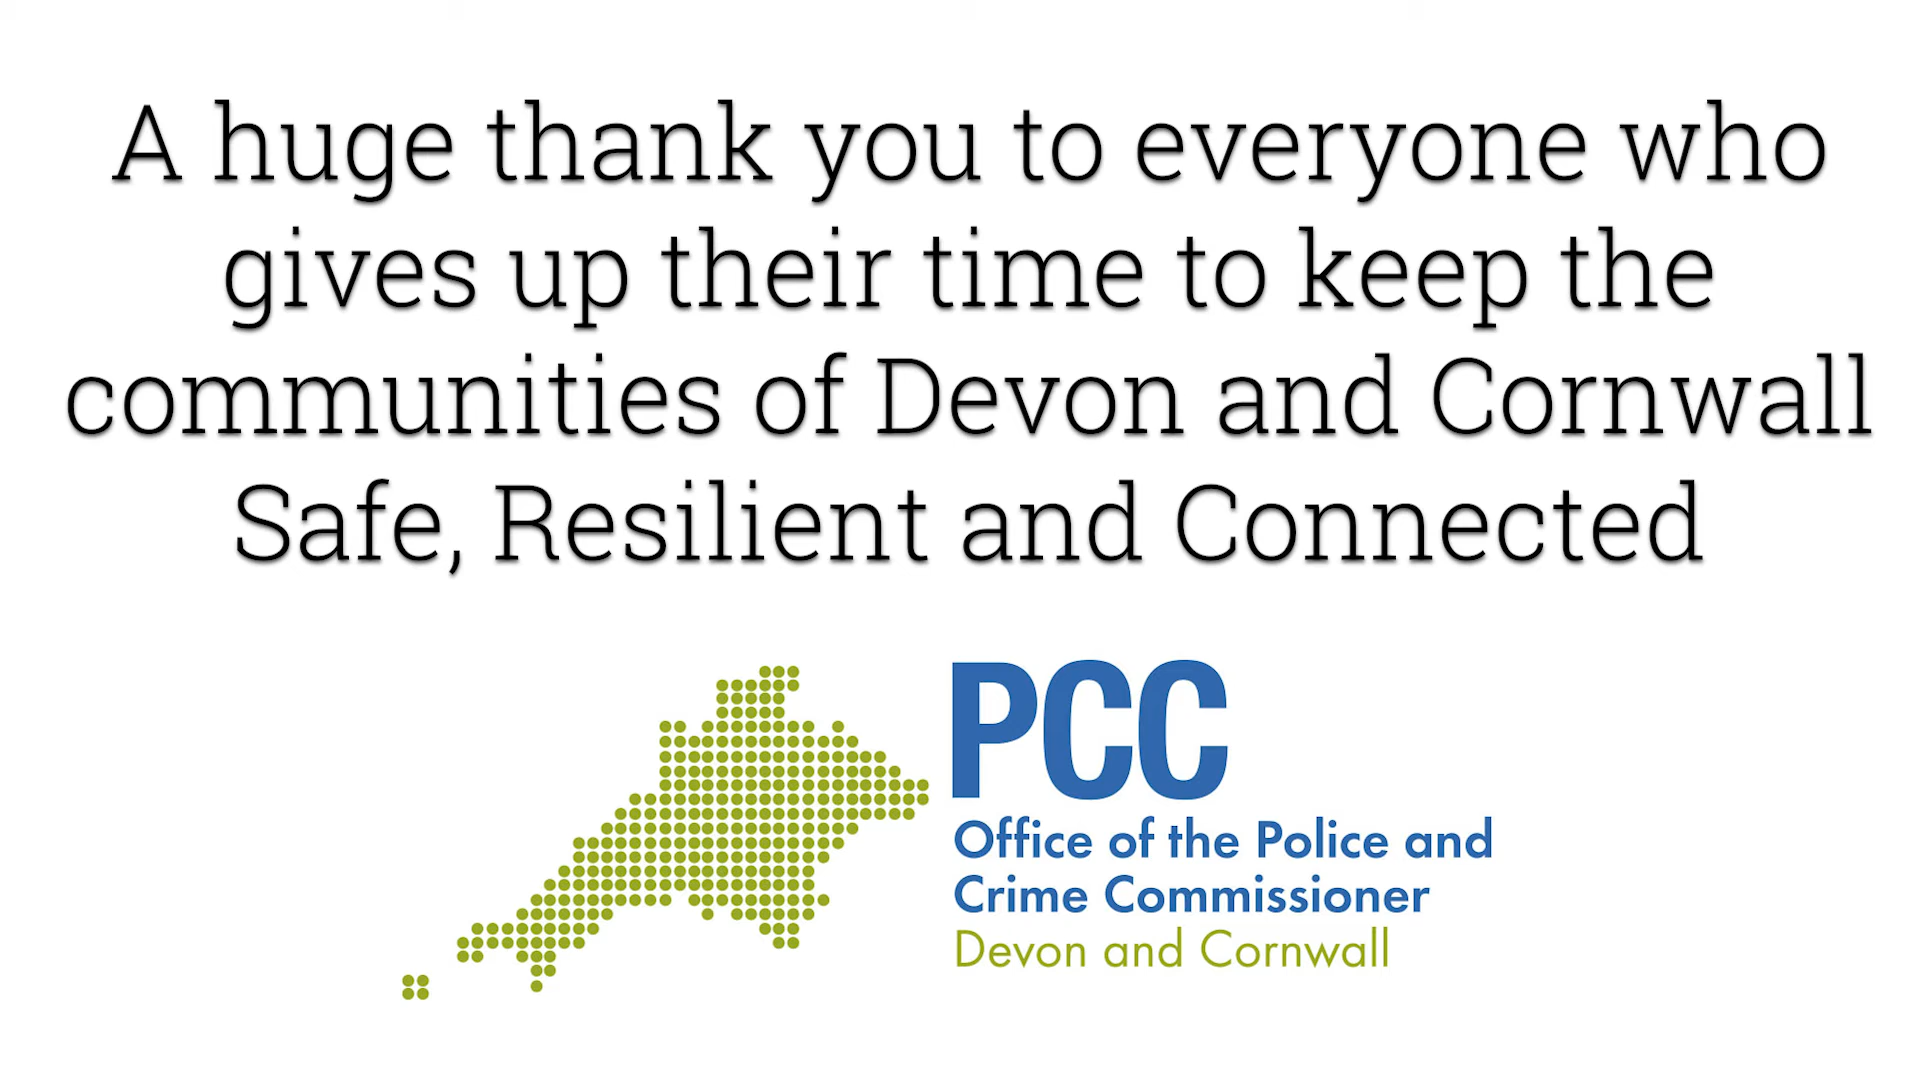 A huge thank you to everyone who
gives up their time to keep the
communities of Devon and Cornwall
Safe, Resilient and Connected
PCC
Office of the Police and
Crime Commissioner
Devon and Cornwall